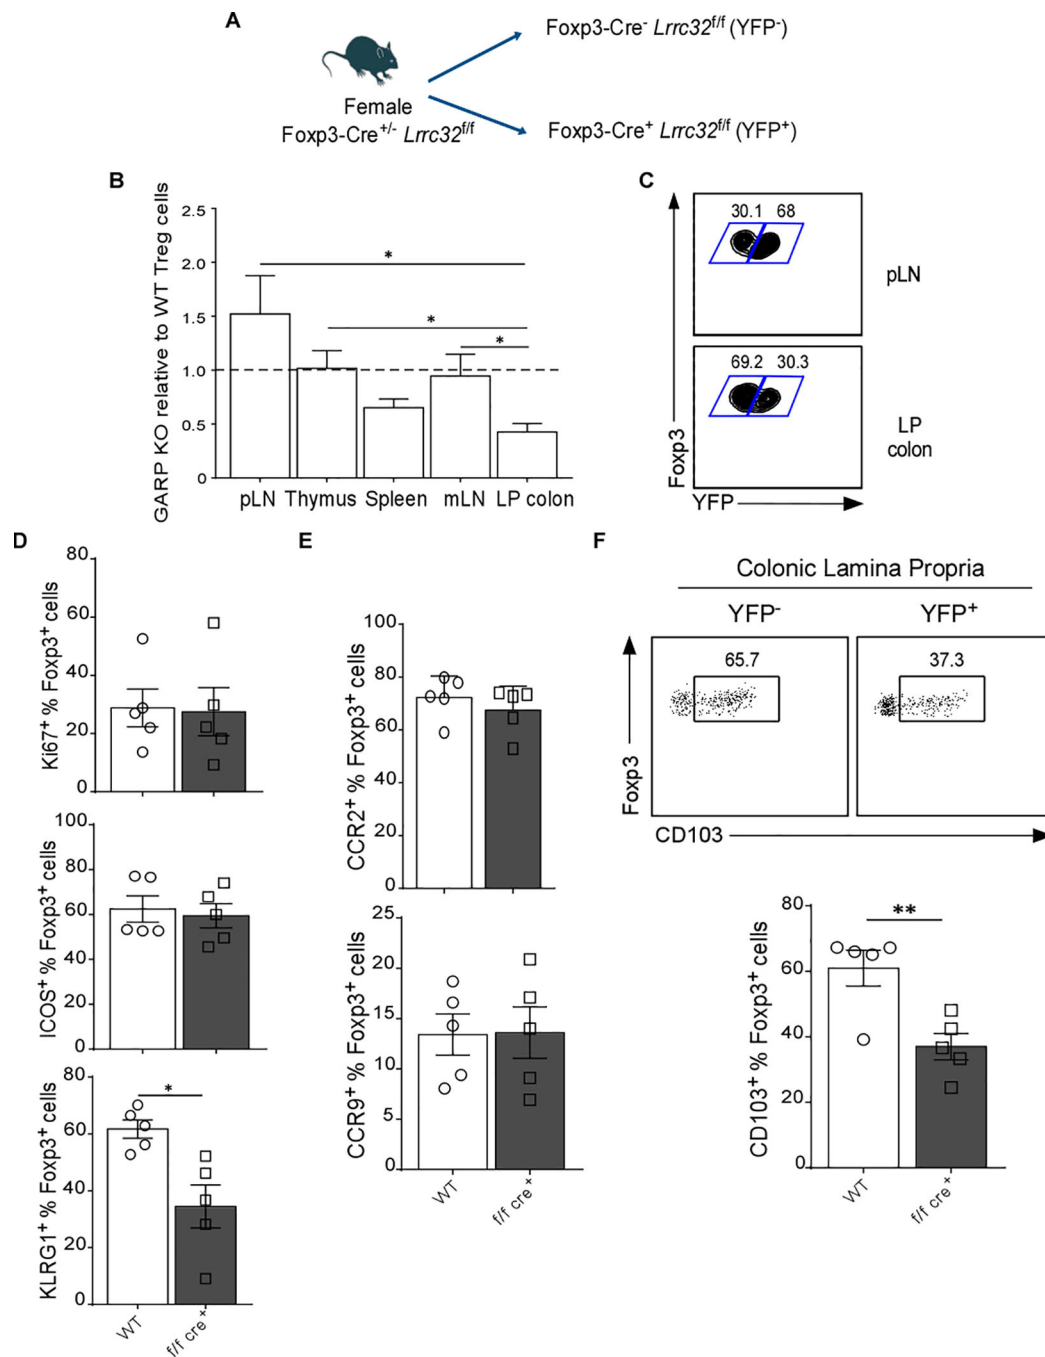 A
Foxp3-Cre⁻ Lrrc32f/f (YFP⁻)
Female
Foxp3-Cre+/- Lrrc32f/f
Foxp3-Cre⁺ Lrrc32f/f (YFP⁺)
B
GARP KO relative to WT Treg cells
2.5
2.0
1.5
1.0
0.5
0
*
*
*
pLN Thymus Spleen mLN LP colon
C
30.1 68
pLN
69.2 30.3
LP
colon
Foxp3
YFP
D
Ki67⁺ % Foxp3⁺ cells
80
60
40
20
0
ICOS⁺ % Foxp3⁺ cells
100
80
60
40
20
0
KLRG1⁺ % Foxp3⁺ cells
80
60
40
20
0
*
WT
f/f cre⁺
E
CCR2⁺ % Foxp3⁺ cells
100
80
60
40
20
0
CCR9⁺ % Foxp3⁺ cells
25
20
15
10
5
0
WT
f/f cre⁺
F
Colonic Lamina Propria
YFP⁻ YFP⁺
65.7 37.3
Foxp3
CD103
CD103⁺ % Foxp3⁺ cells
80
60
40
20
0
**
WT
f/f cre⁺